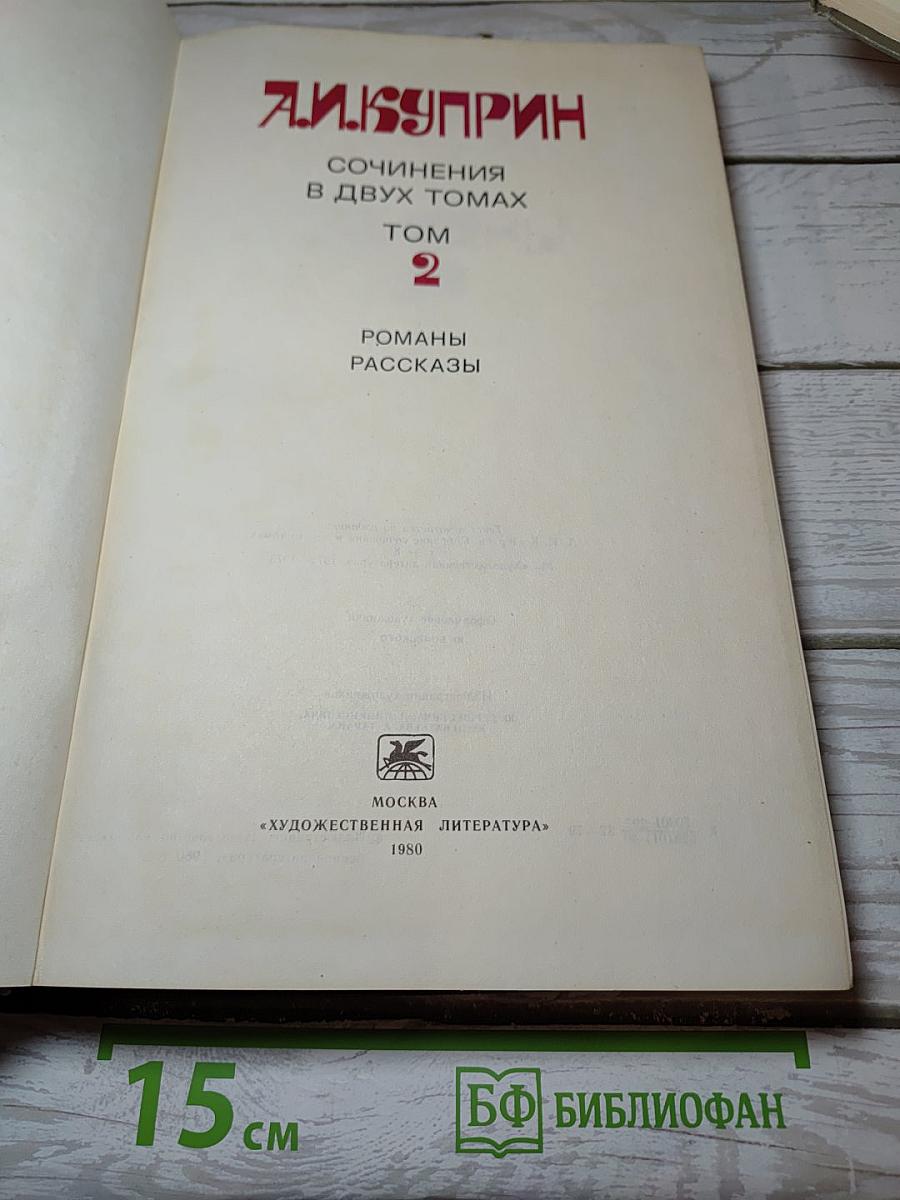 А.И.КУПРИН
СОЧИНЕНИЯ
В ДВУХ ТОМАХ
ТОМ
2
РОМАНЫ
РАССКАЗЫ
МОСКВА
«ХУДОЖЕСТВЕННАЯ ЛИТЕРАТУРА»
1980
15 см
БФ БИБЛИОФАН